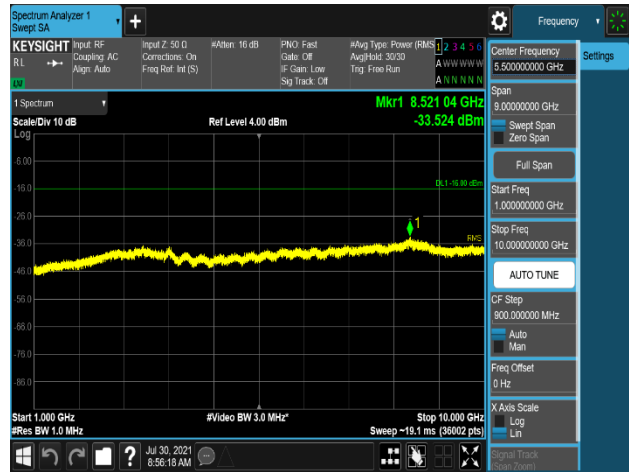 Spectrum Analyzer 1
Swept SA
Frequency
KEYSIGHT
RL
Input: RF
Coupling: AC
Align: Auto
Input Z: 50 Ω
Corrections: On
Freq Ref: Int (S)
#Atten: 16 dB
PNO: Fast
Gate: Off
IF Gain: Low
Sig Track: Off
#Avg Type: Power (RMS
Avg|Hold: 30/30
Trig: Free Run
1 2 3 4 5 6
A W W W W W
A N N N N N
1 Spectrum
Scale/Div 10 dB
Ref Level 4.00 dBm
Mkr1 8.521 04 GHz
-33.524 dBm
Log
-6.00
-16.0
-26.0
-36.0
-46.0
-56.0
-66.0
-76.0
-86.0
DL1 -16.00 dBm
1
RMS
Start 1.000 GHz
#Video BW 3.0 MHz*
Stop 10.000 GHz
#Res BW 1.0 MHz
Sweep ~19.1 ms (36002 pts)
Jul 30, 2021
8:56:18 AM
?
Center Frequency
5.500000000 GHz
Settings
Span
9.00000000 GHz
Swept Span
Zero Span
Full Span
Start Freq
1.000000000 GHz
Stop Freq
10.000000000 GHz
AUTO TUNE
CF Step
900.000000 MHz
Auto
Man
Freq Offset
0 Hz
X Axis Scale
Log
Lin
Signal Track
(Span Zoom)